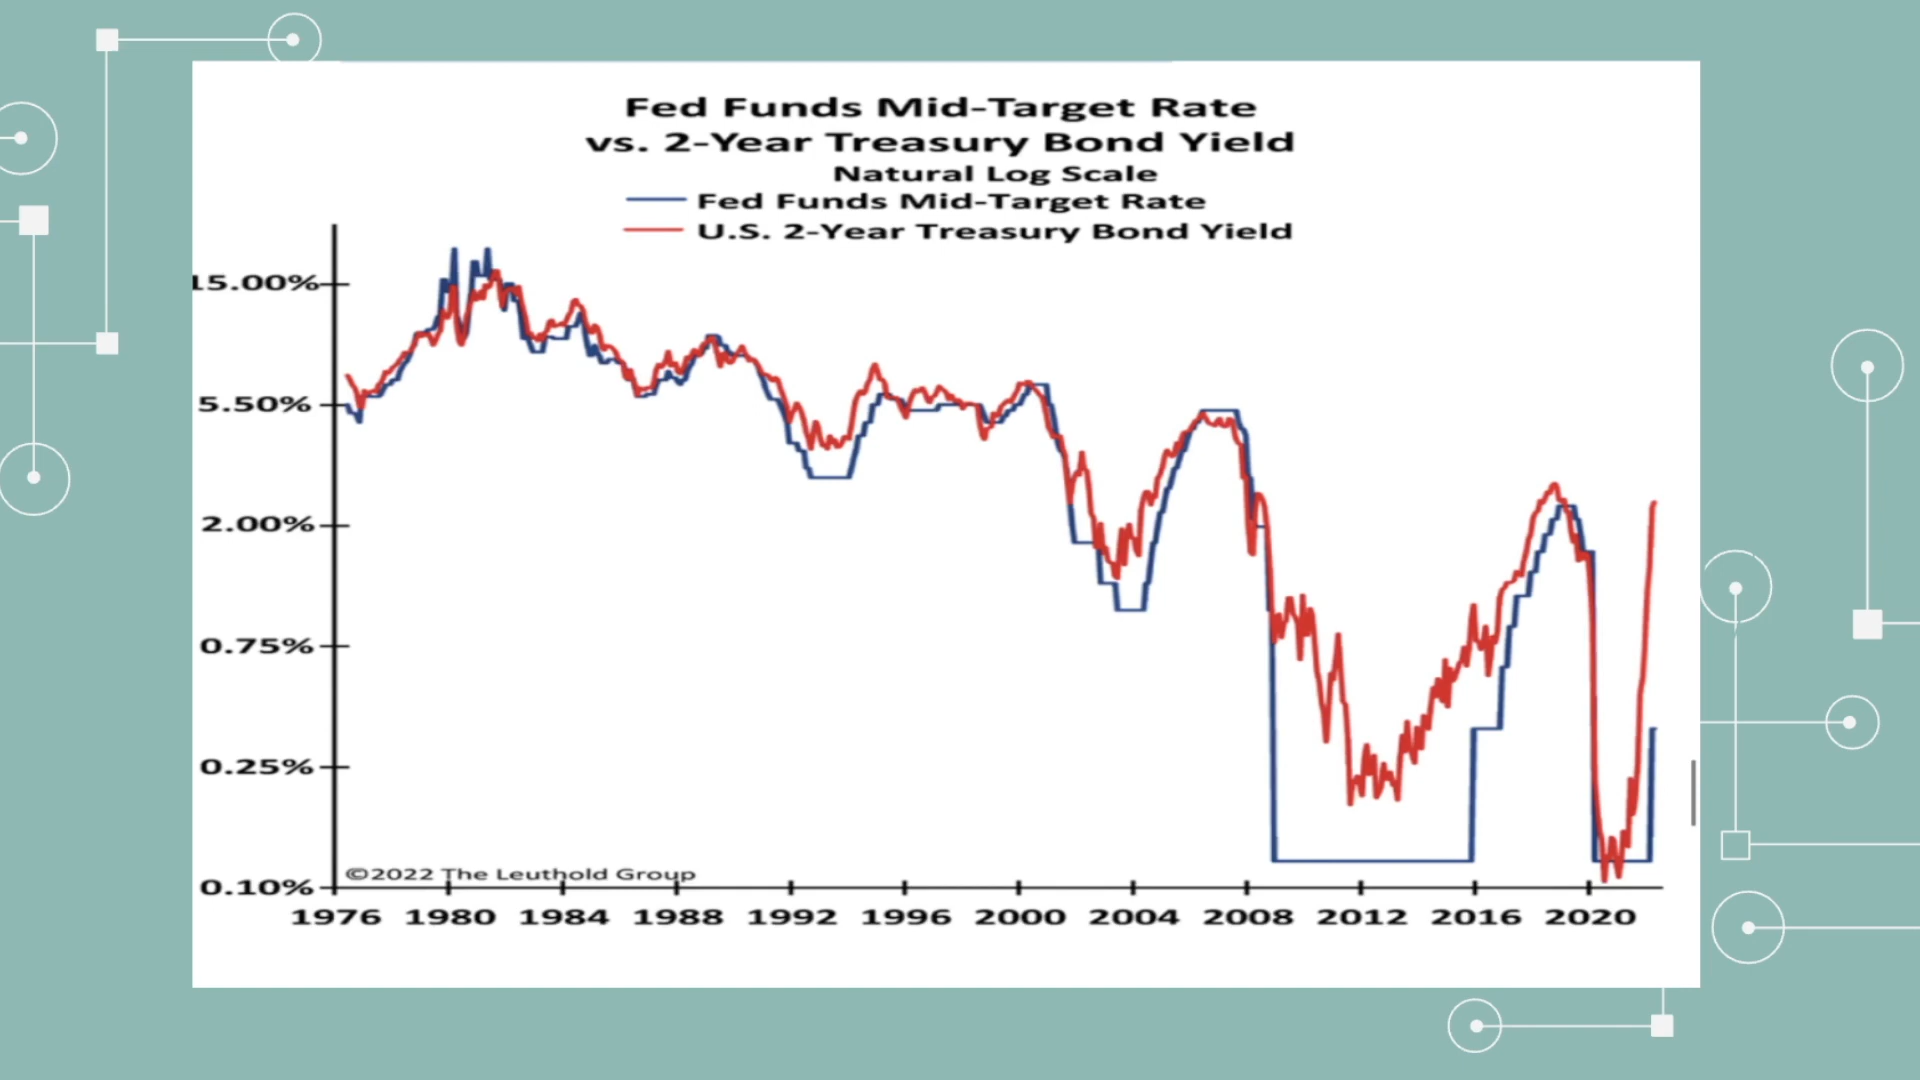 Fed Funds Mid-Target Rate
vs. 2-Year Treasury Bond Yield
Natural Log Scale
Fed Funds Mid-Target Rate
U.S. 2-Year Treasury Bond Yield
15.00%
5.50%
2.00%
0.75%
0.25%
0.10%
©2022 The Leuthold Group
1976 1980 1984 1988 1992 1996 2000 2004 2008 2012 2016 2020